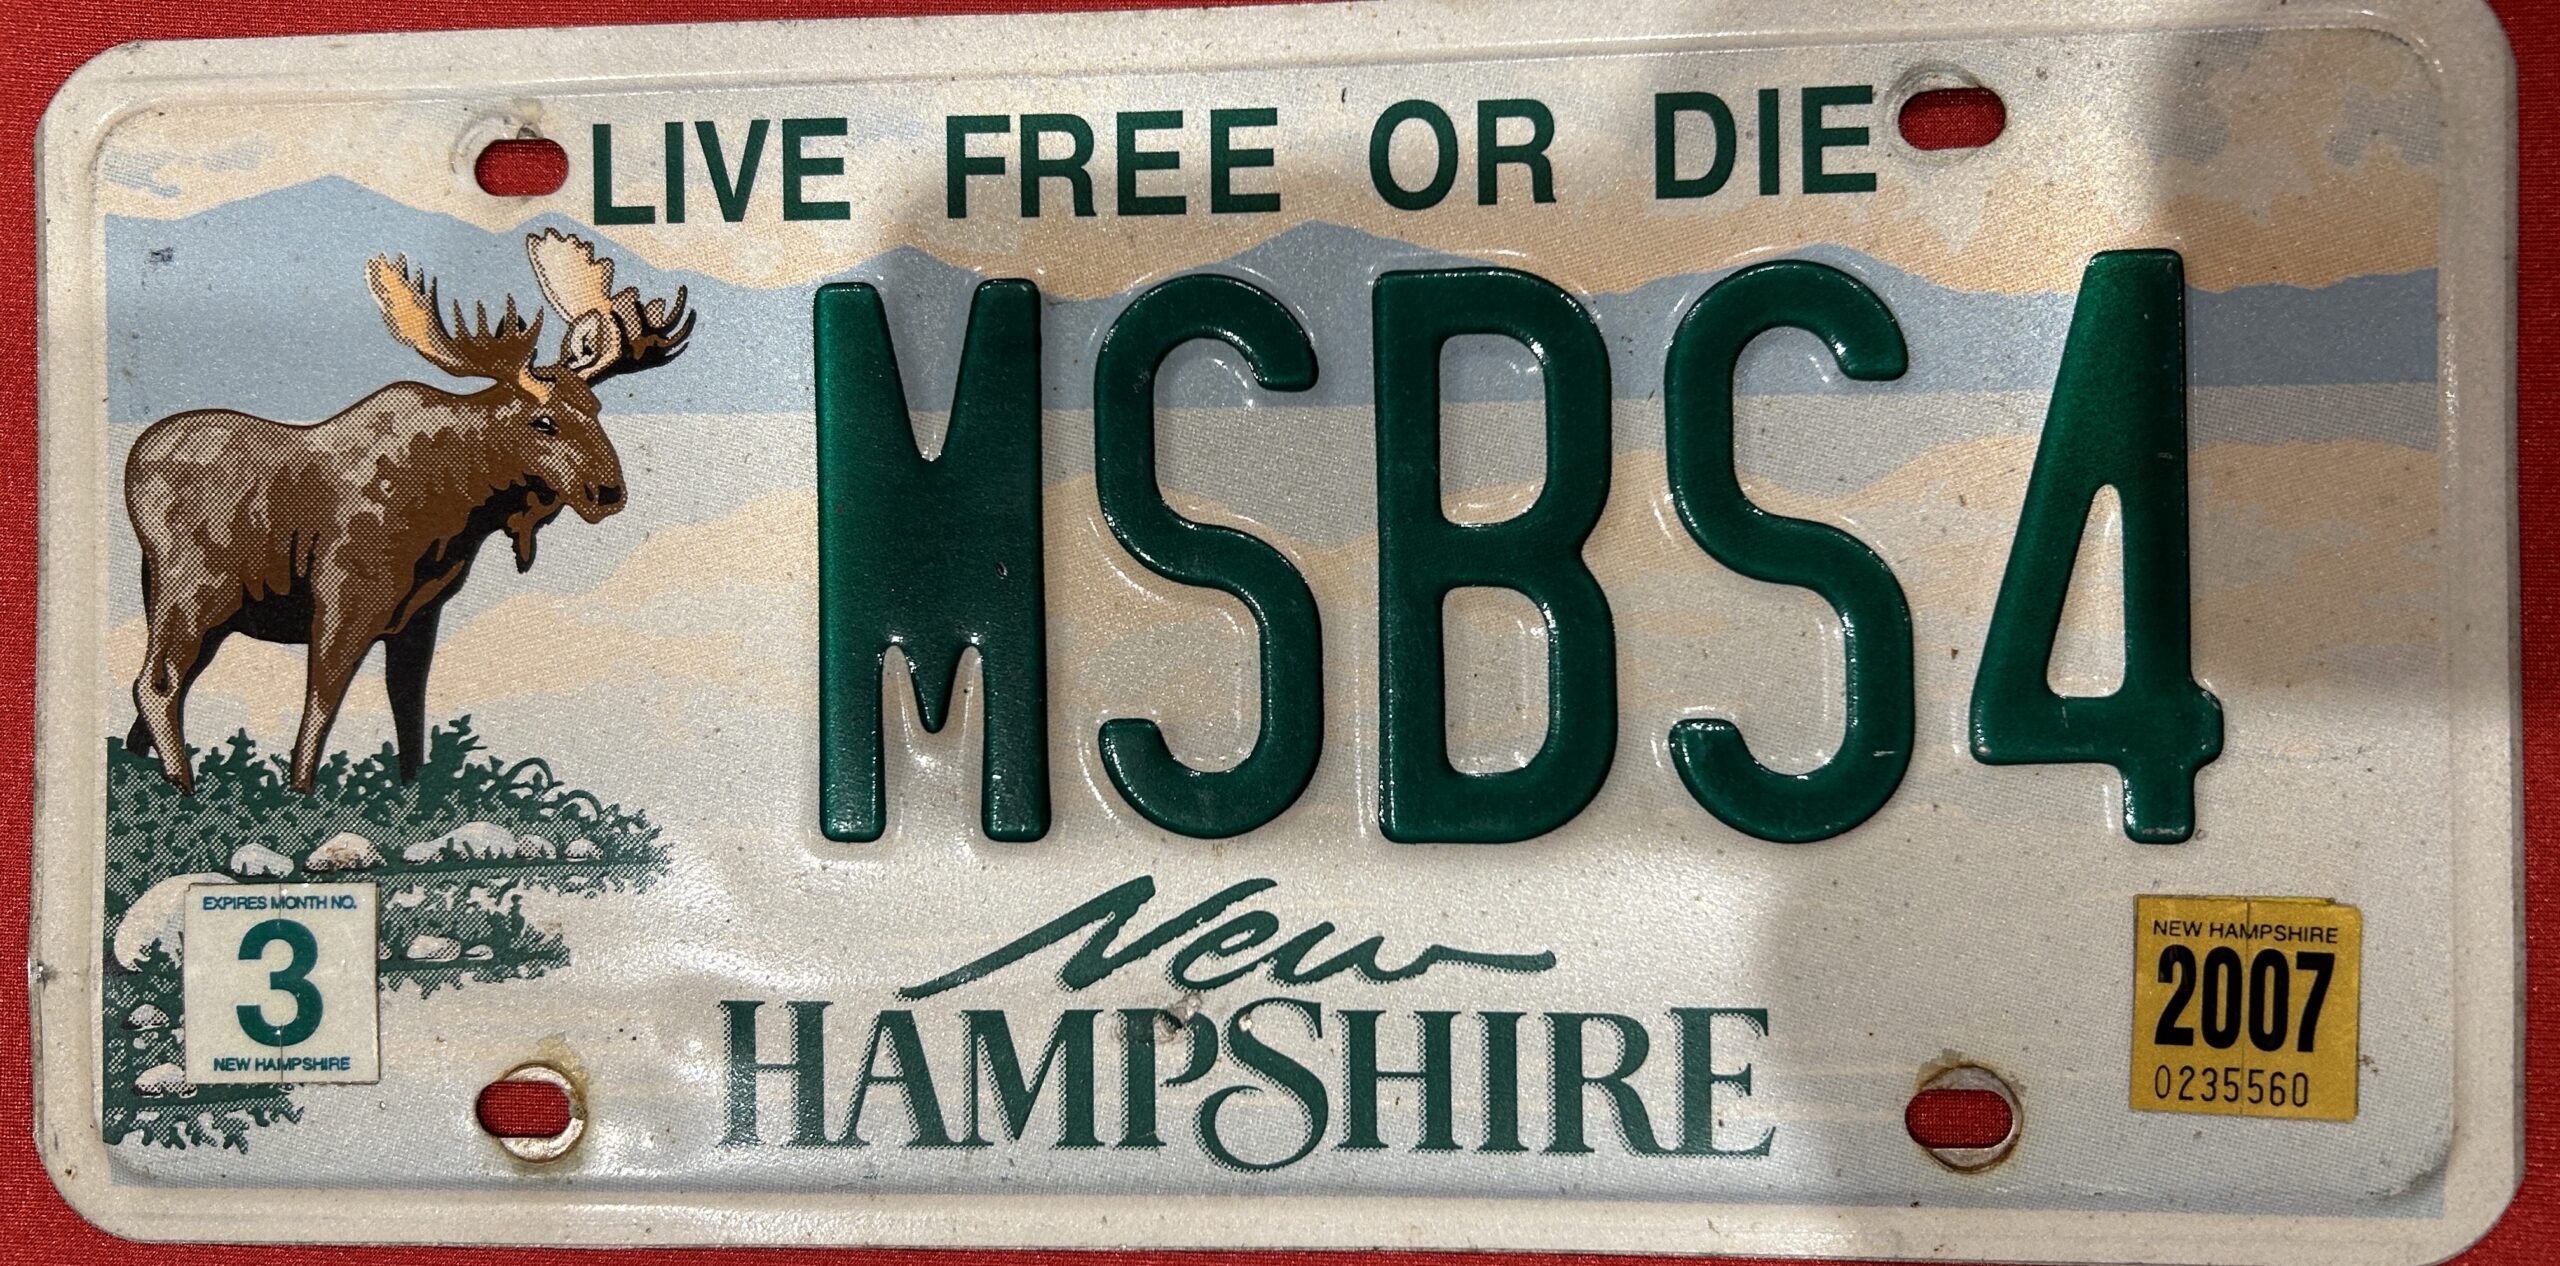 LIVE FREE OR DIE
MSBS4
New
HAMPSHIRE
EXPIRES MONTH NO.
3
NEW HAMPSHIRE
NEW HAMPSHIRE
2007
0235560